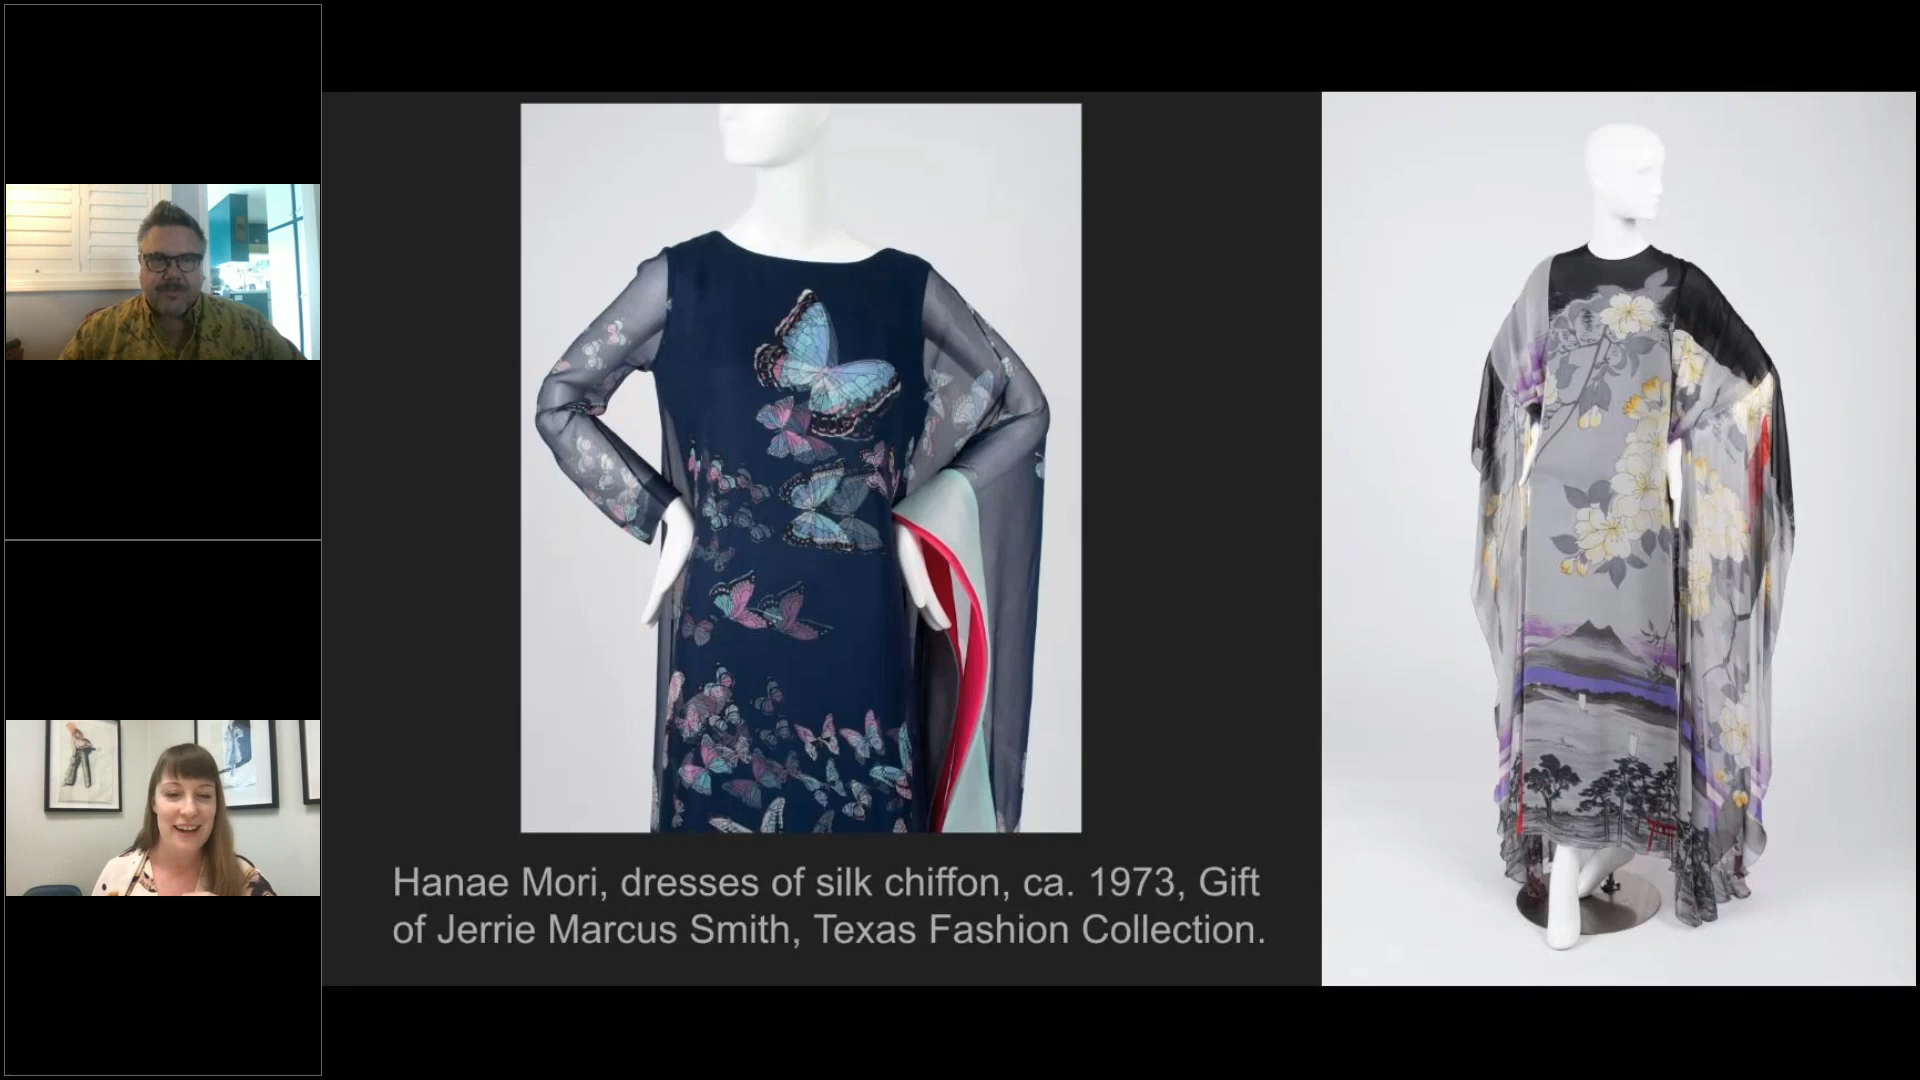 Hanae Mori, dresses of silk chiffon, ca. 1973, Gift
of Jerrie Marcus Smith, Texas Fashion Collection.